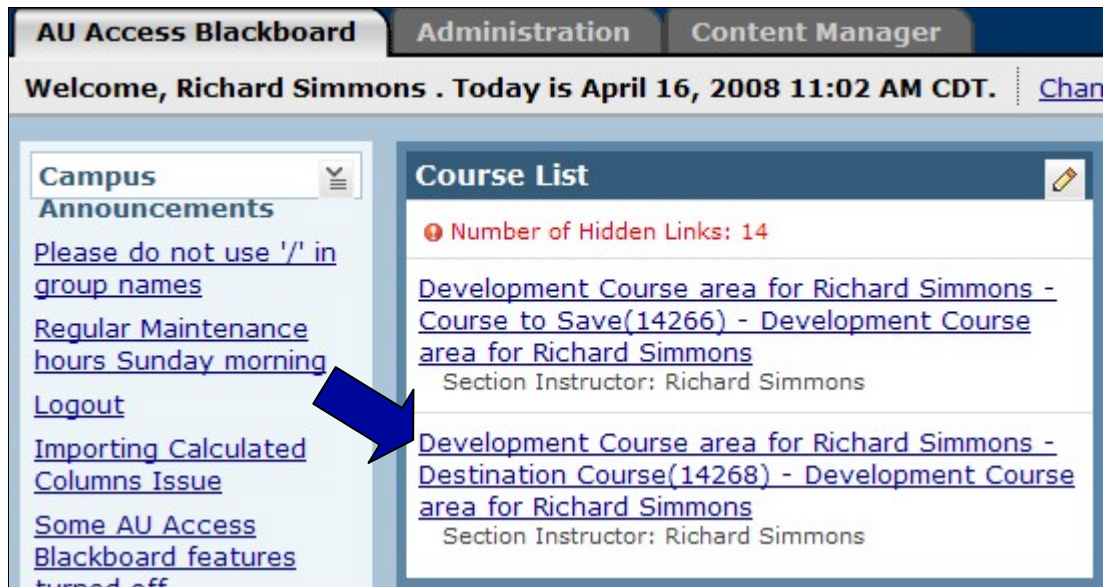 AU Access Blackboard Administration Content Manager
Welcome, Richard Simmons . Today is April 16, 2008 11:02 AM CDT. Chan
Campus
Announcements
Please do not use '/' in
group names
Regular Maintenance
hours Sunday morning
Logout
Importing Calculated
Columns Issue
Some AU Access
Blackboard features
turned off
Course List
Number of Hidden Links: 14
Development Course area for Richard Simmons -
Course to Save(14266) - Development Course
area for Richard Simmons
Section Instructor: Richard Simmons
Development Course area for Richard Simmons -
Destination Course(14268) - Development Course
area for Richard Simmons
Section Instructor: Richard Simmons